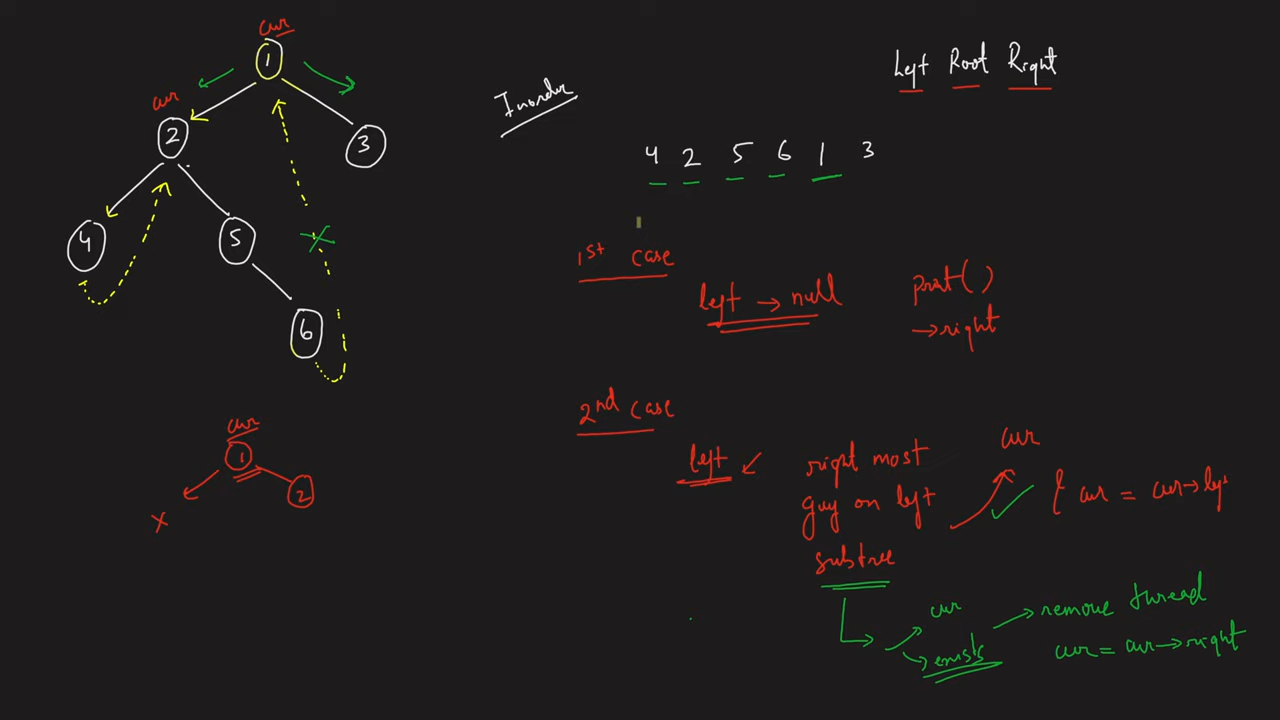 cur
1
Left Root Right
cur
Inorder
2
3
4 2 5 6 1 3
4
5
1st case
left → null
print( )
→ right
6
2nd case
cur
1
2
x
left
right most
guy on left
subtree
cur
{ cur = cur → left
cur
exists
→ remove thread
cur = cur → right